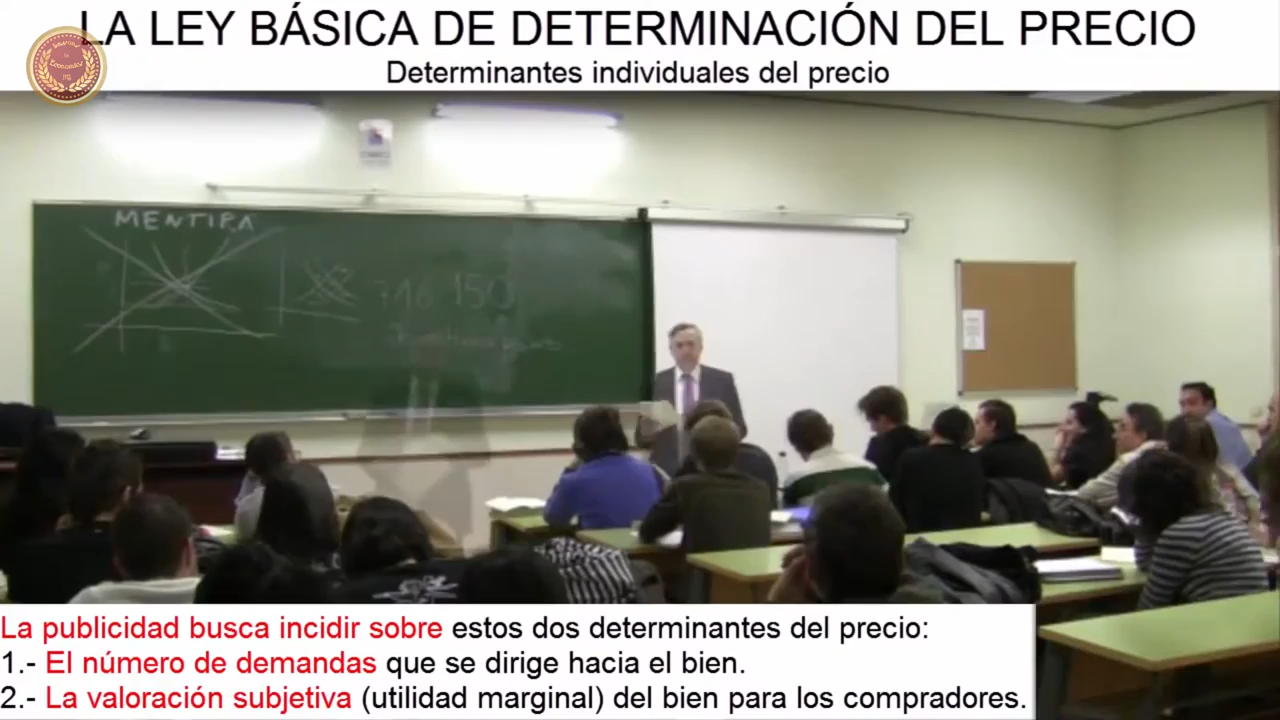 LA LEY BÁSICA DE DETERMINACIÓN DEL PRECIO
Determinantes individuales del precio
MENTIRA
La publicidad busca incidir sobre estos dos determinantes del precio:
1.- El número de demandas que se dirige hacia el bien.
2.- La valoración subjetiva (utilidad marginal) del bien para los compradores.